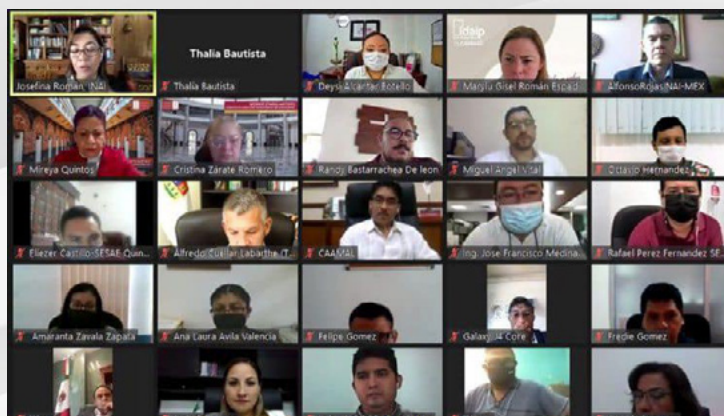 Josefina Román, INAI
Thalia Bautista
Thalia Bautista
Deysi Alcantar Botello
idaip
Marylu Gisel Román Espad
AlfonsoRojasINAI-MEX
Mireya Quintos
Cristina Zárate Romero
Randy Bastarrachea De leon
Miguel Angel Vital
Octavio Hernandez
Eliezer Castillo-SESAE Quin...
Alfredo Cuellar Labarthe (T...
CAAMAL
Ing. Jose Francisco Medina...
Rafael Perez Fernandez SE...
Amaranta Zavala Zapata
Ana Laura Avila Valencia
Felipe Gomez
Galaxy J4 Core
Fredie Gomez